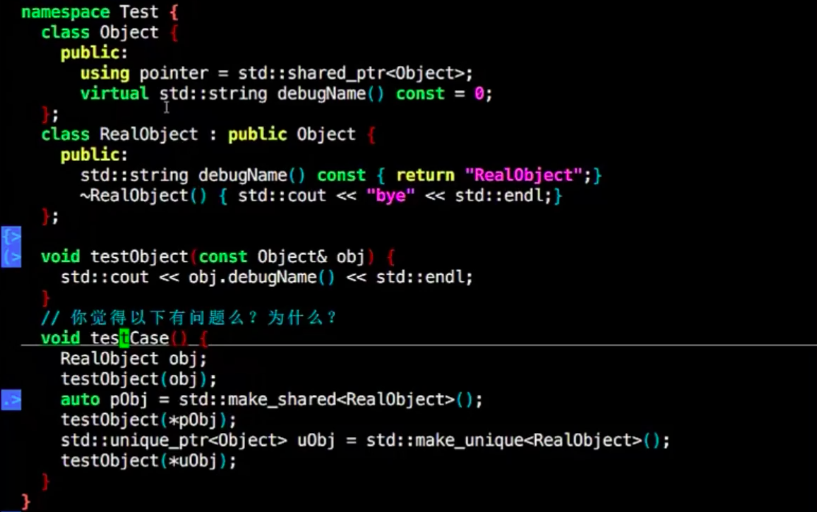 namespace Test {
class Object {
public:
using pointer = std::shared_ptr<Object>;
virtual std::string debugName() const = 0;
};
class RealObject : public Object {
public:
std::string debugName() const { return "RealObject";}
~RealObject() { std::cout << "bye" << std::endl;}
};
{>
(> void testObject(const Object& obj) {
std::cout << obj.debugName() << std::endl;
}
// 你觉得以下有问题么？为什么？
void testCase() {
RealObject obj;
testObject(obj);
.> auto pObj = std::make_shared<RealObject>();
testObject(*pObj);
std::unique_ptr<Object> uObj = std::make_unique<RealObject>();
testObject(*uObj);
}
}